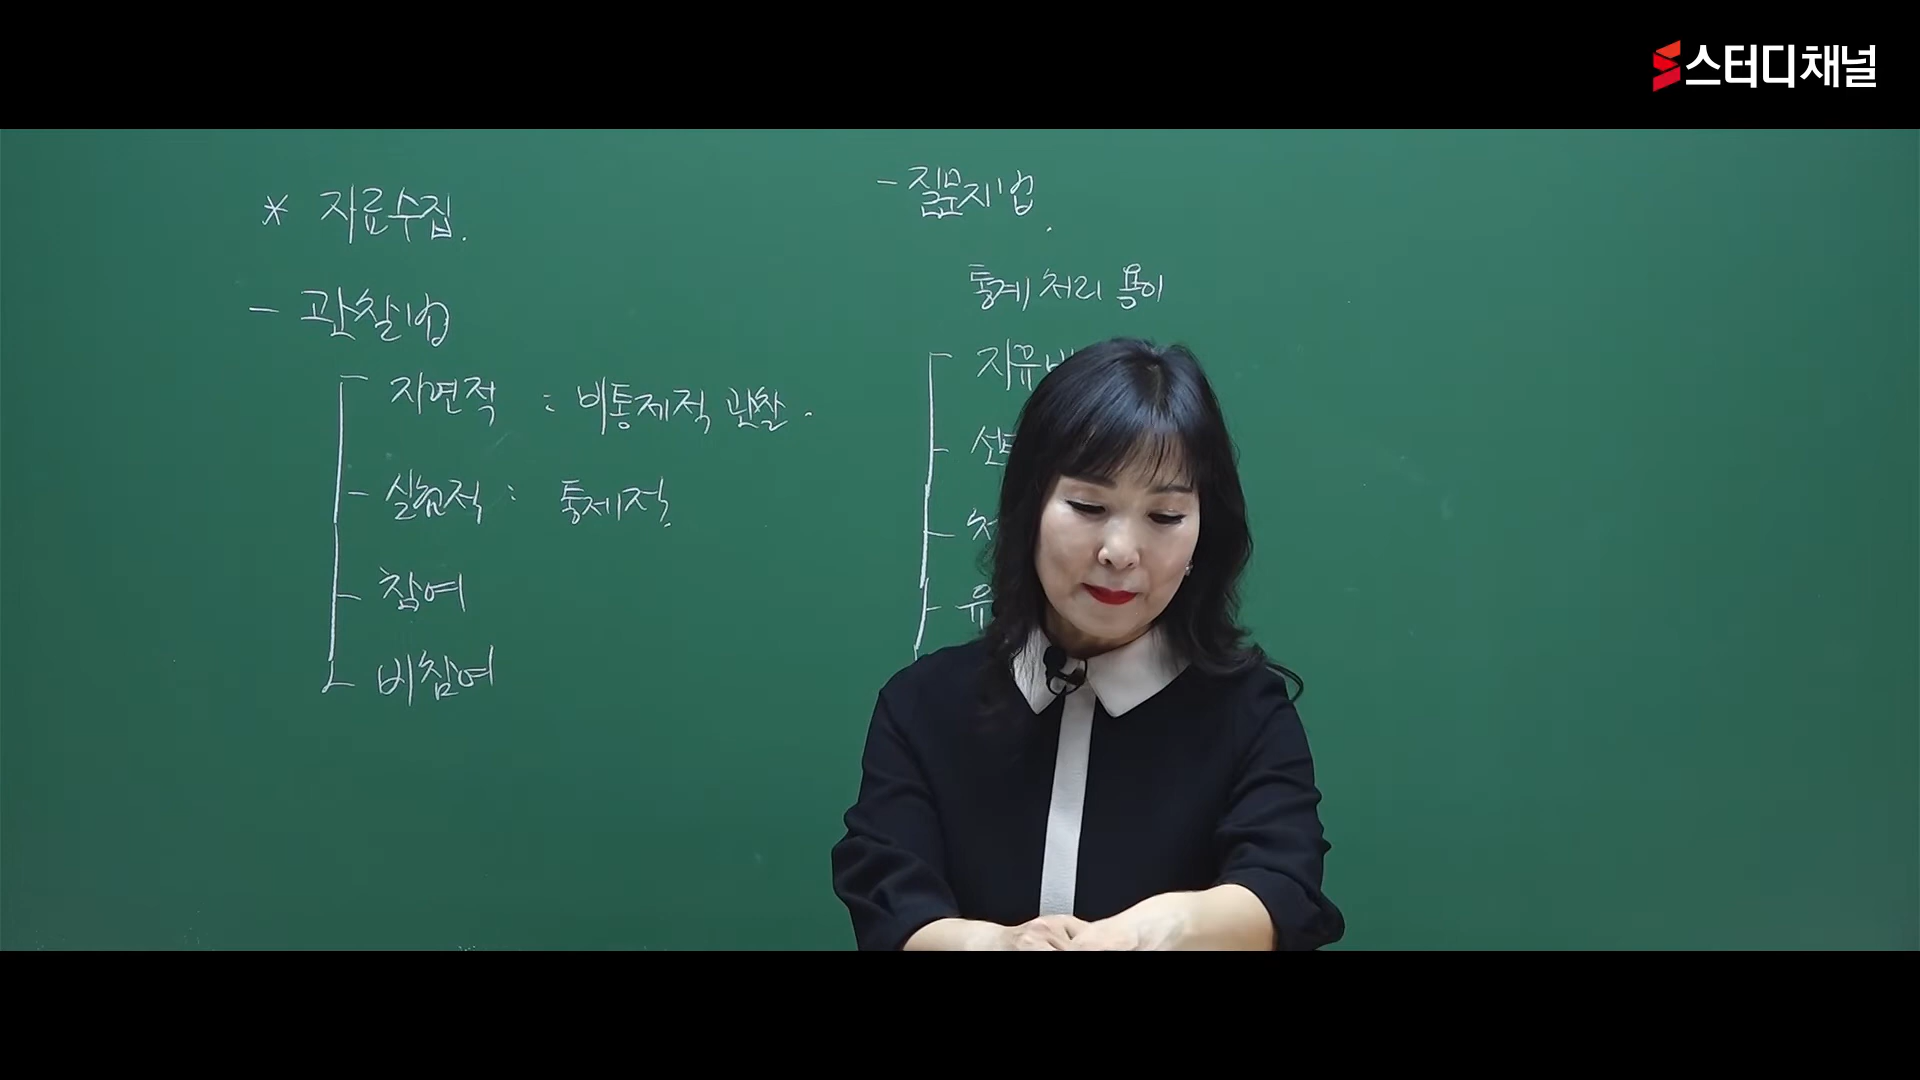 스터디채널
* 자료수집.
- 관찰법
자연적 : 비통제적 관찰.
실험적 : 통제적.
참여
비참여
- 질문지법.
통계 처리 용이